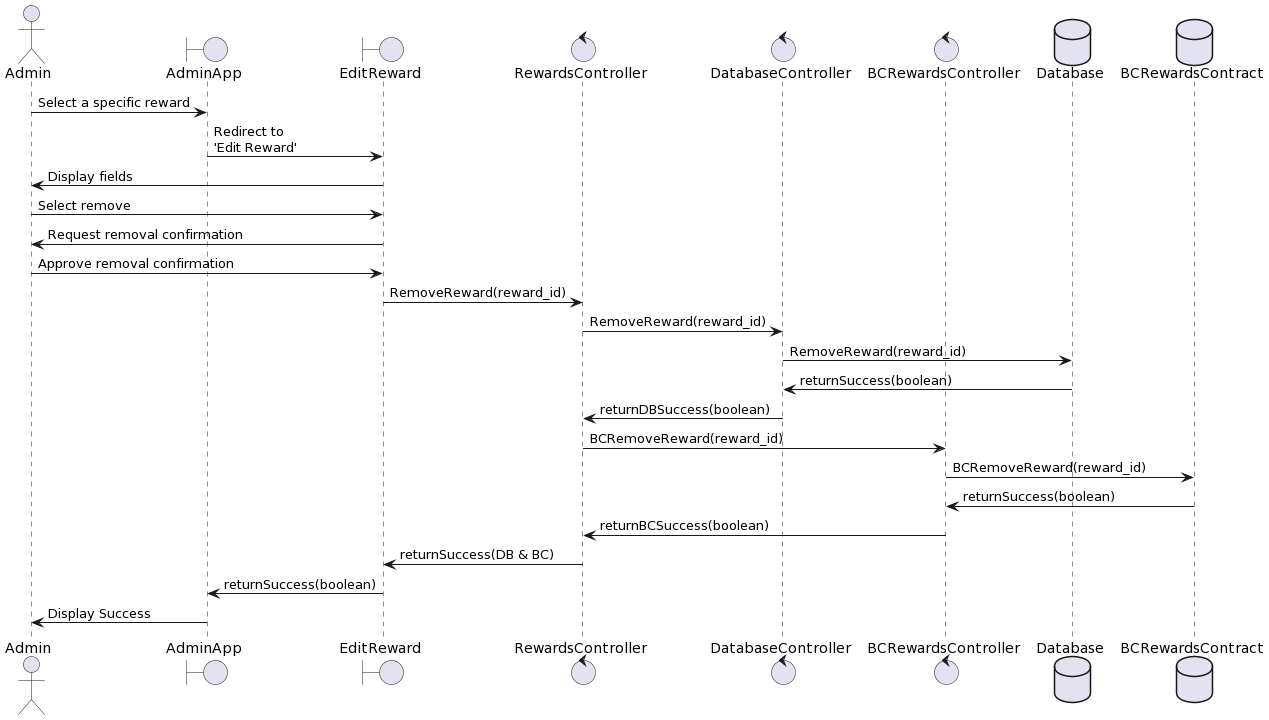 Admin
AdminApp
EditReward
RewardsController
DatabaseController
BCRewardsController
Database
BCRewardsContract
Select a specific reward
Redirect to
'Edit Reward'
Display fields
Select remove
Request removal confirmation
Approve removal confirmation
RemoveReward(reward_id)
RemoveReward(reward_id)
RemoveReward(reward_id)
returnSuccess(boolean)
returnDBSuccess(boolean)
BCRemoveReward(reward_id)
BCRemoveReward(reward_id)
returnSuccess(boolean)
returnBCSuccess(boolean)
returnSuccess(DB & BC)
returnSuccess(boolean)
Display Success
Admin
AdminApp
EditReward
RewardsController
DatabaseController
BCRewardsController
Database
BCRewardsContract